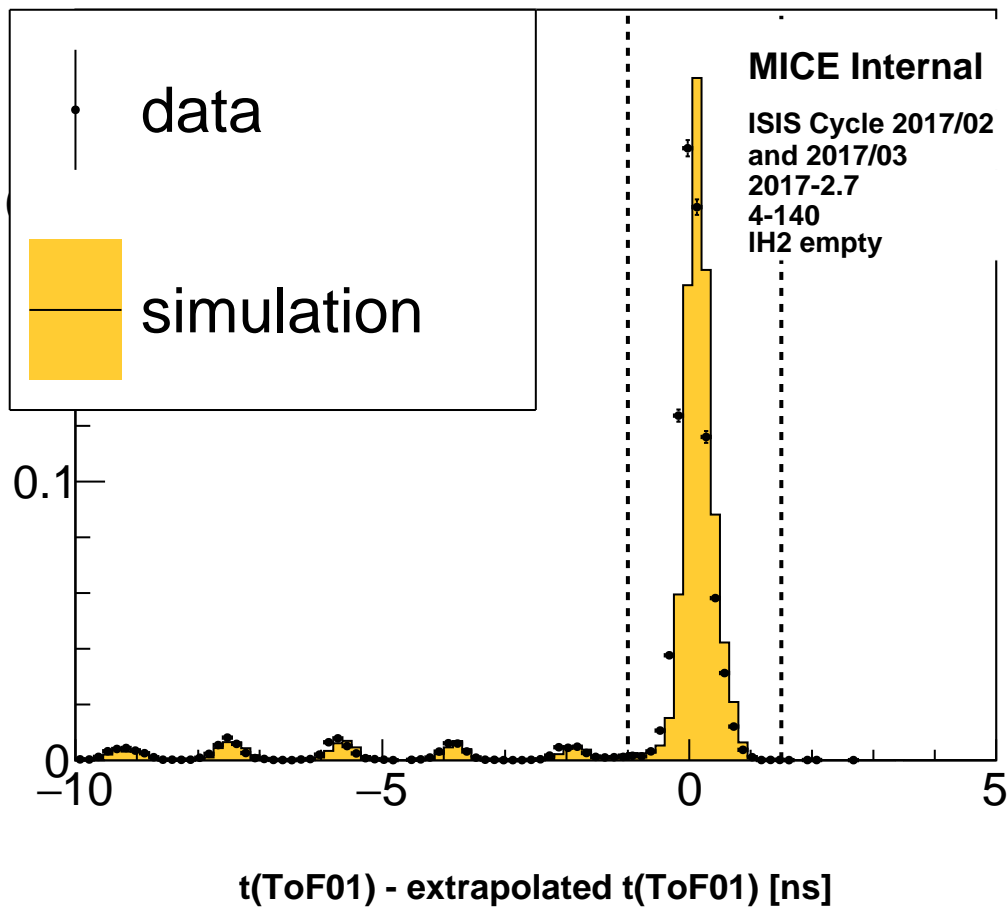 data
simulation
MICE Internal
ISIS Cycle 2017/02
and 2017/03
2017-2.7
4-140
IH2 empty
0.1
0
−10
−5
0
5
t(ToF01) - extrapolated t(ToF01) [ns]